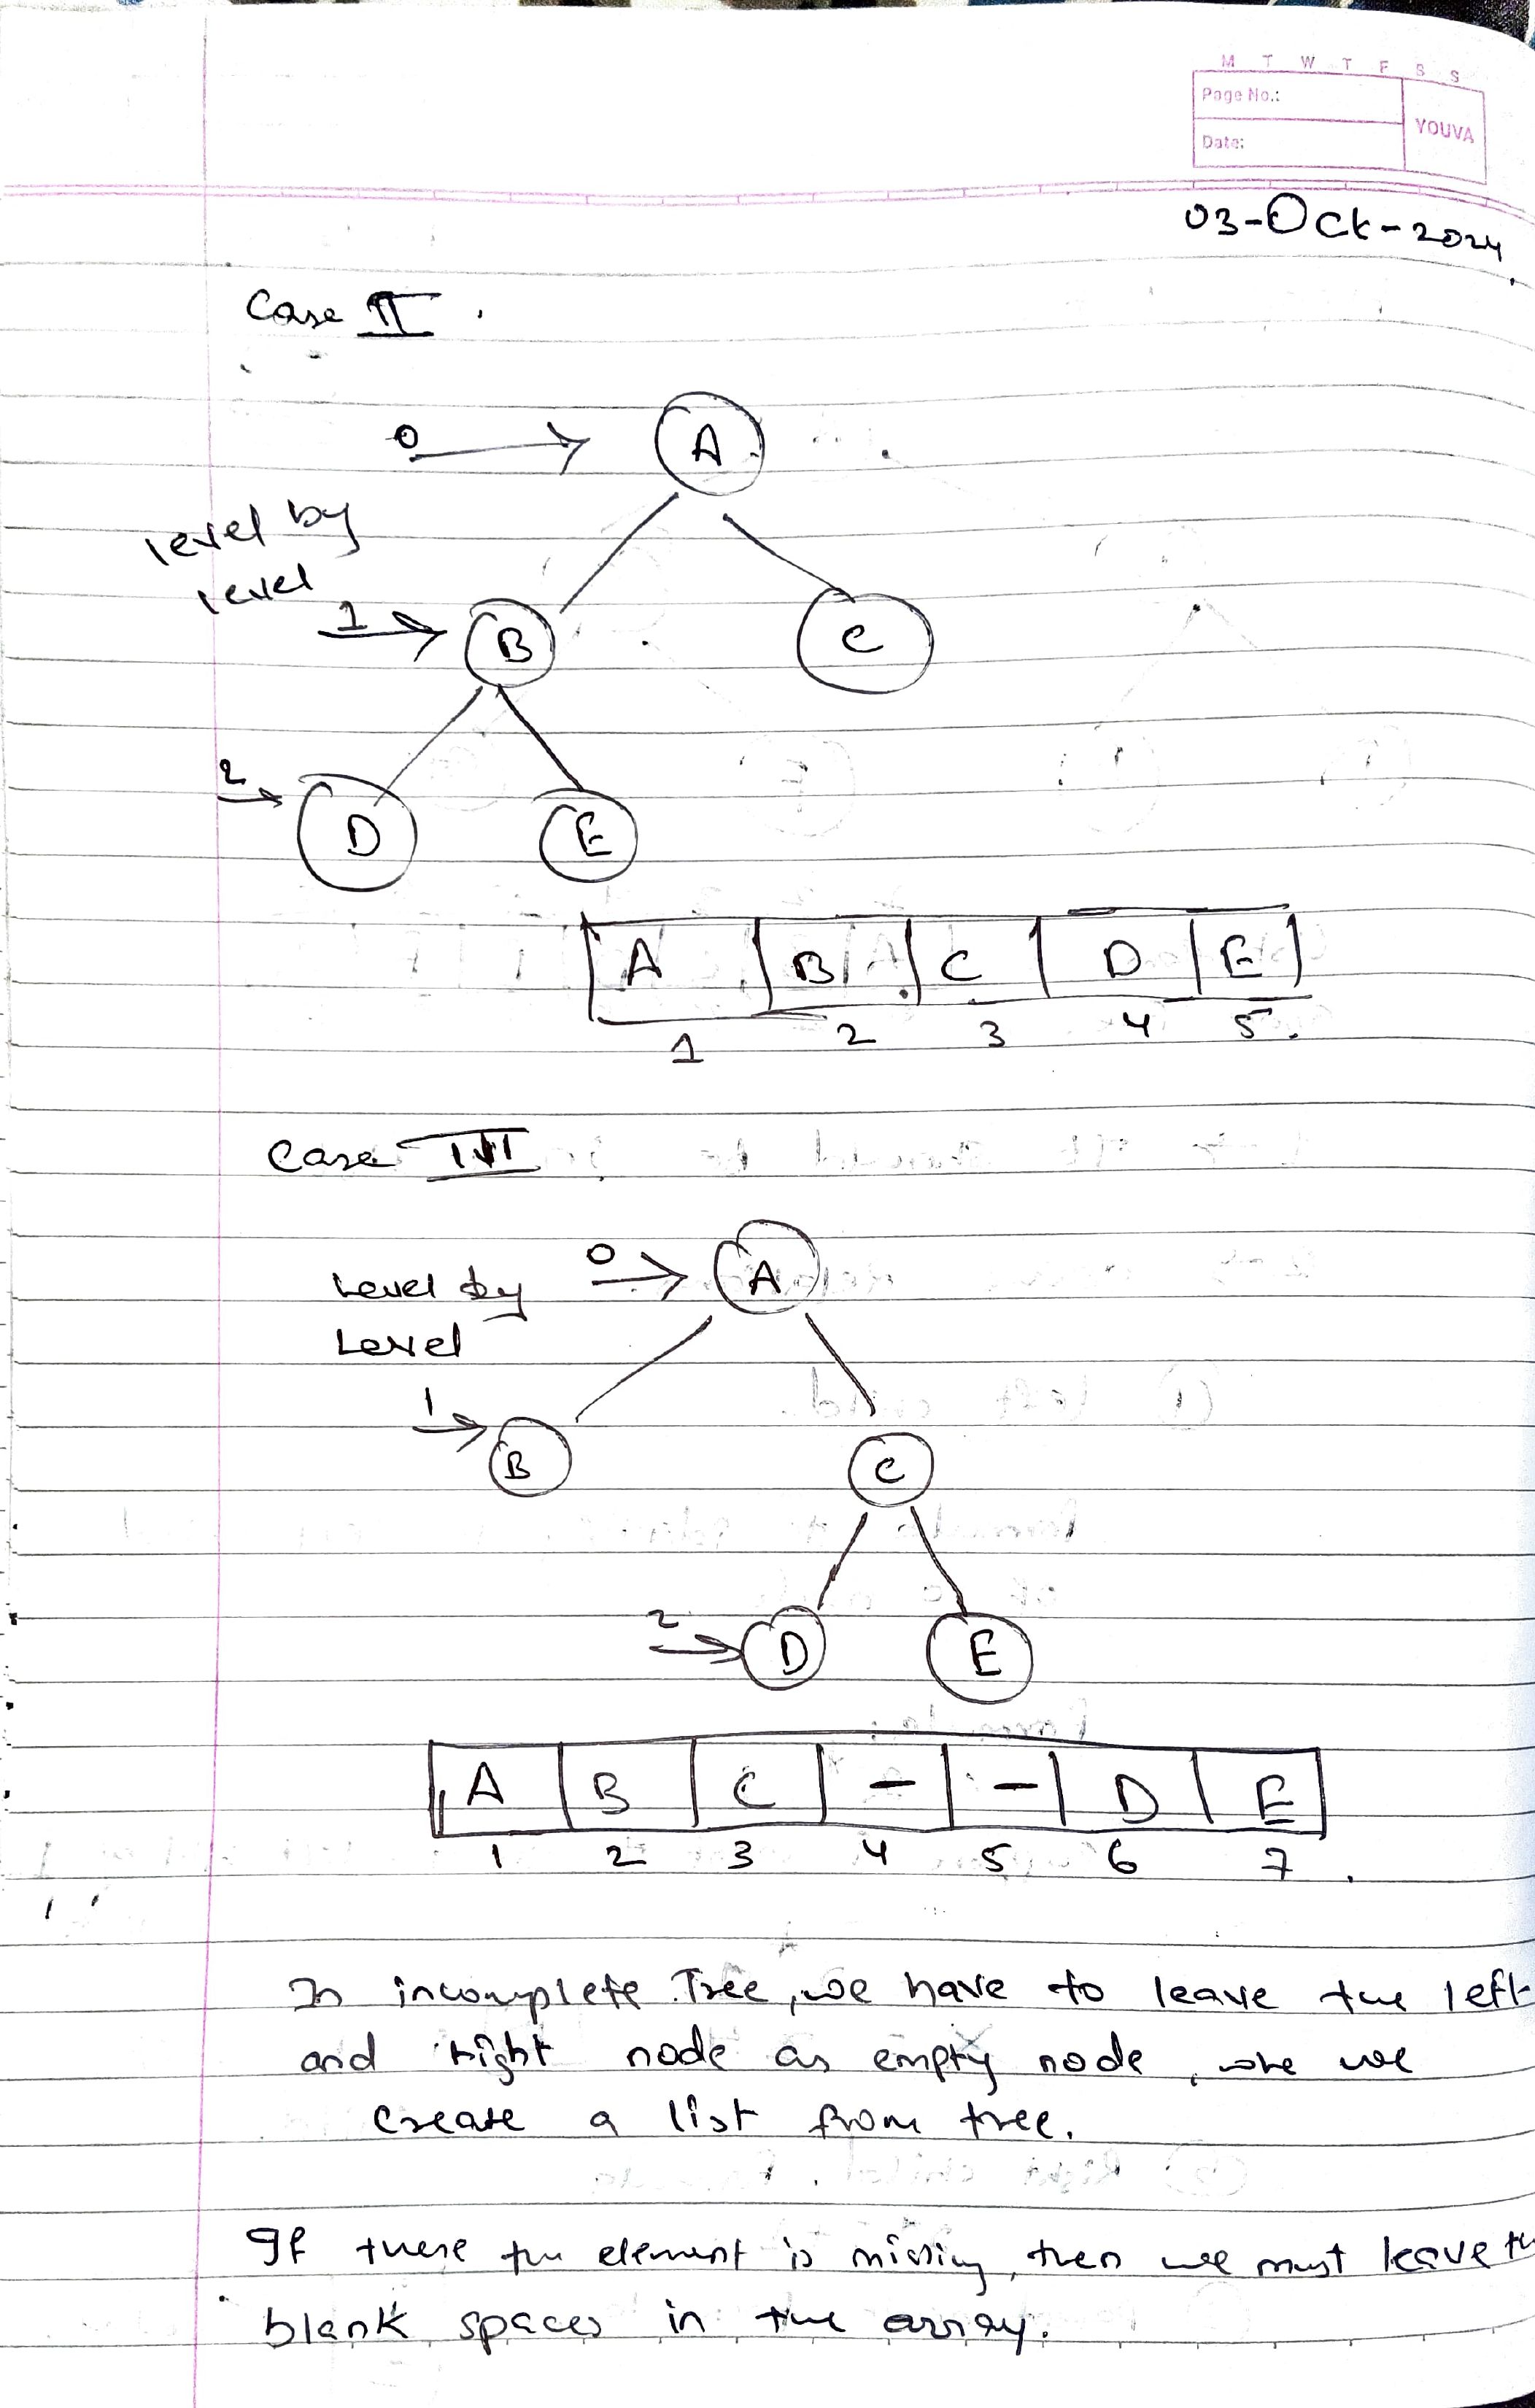 M T W T F S S
Page No.:
YOUVA
Date:
03-Oct-2024
Case II.
0
A
level by
level
1
B
C
2
D
E
A B C D E
1 2 3 4 5.
Case III
0
A
Level by
Level
1
B
C
2
D
E
A B C - - D E
1 2 3 4 5 6 7
In incomplete Tree, we have to leave the left
and right node as empty node, we
create a list from tree.
If there the element is missing, then we must leave
blank spaces in the array.